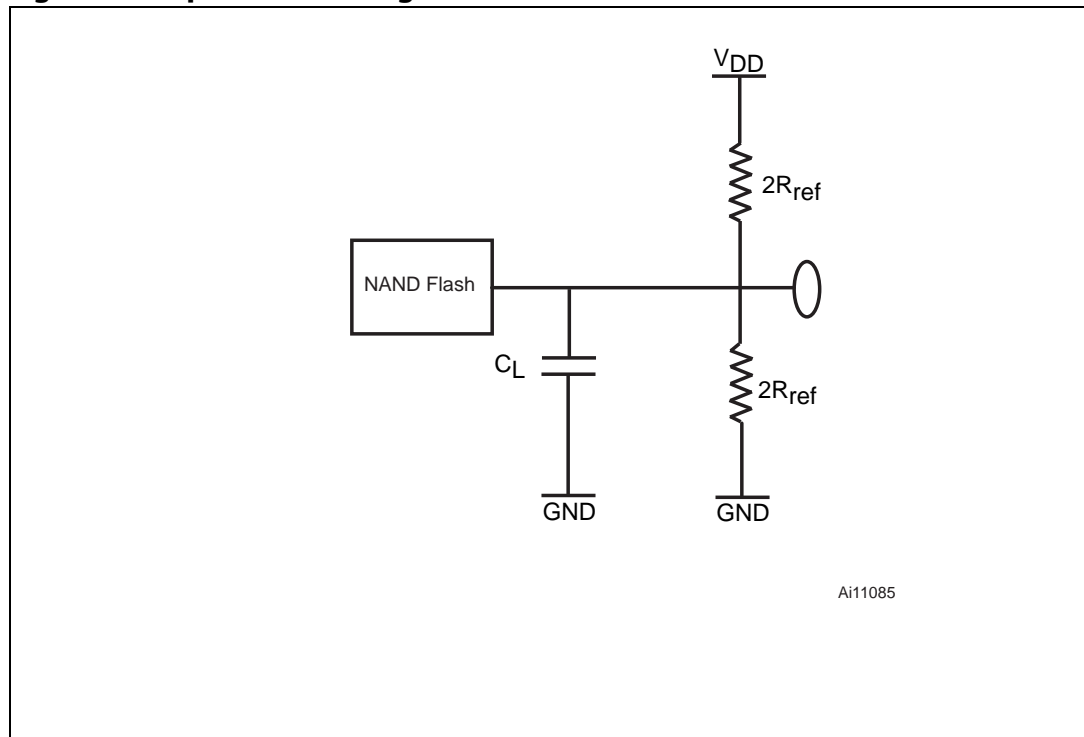 VDD
2Rref
NAND Flash
CL
2Rref
GND
GND
Ai11085